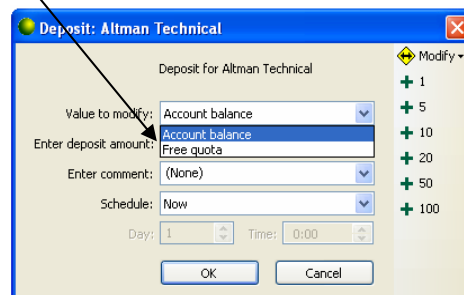 Deposit: Altman Technical
Deposit for Altman Technical
Value to modify: Account balance
Account balance
Free quota
Enter deposit amount:
Enter comment: (None)
Schedule: Now
Day: 1 Time: 0:00
OK Cancel
Modify
+ 1
+ 5
+ 10
+ 20
+ 50
+ 100